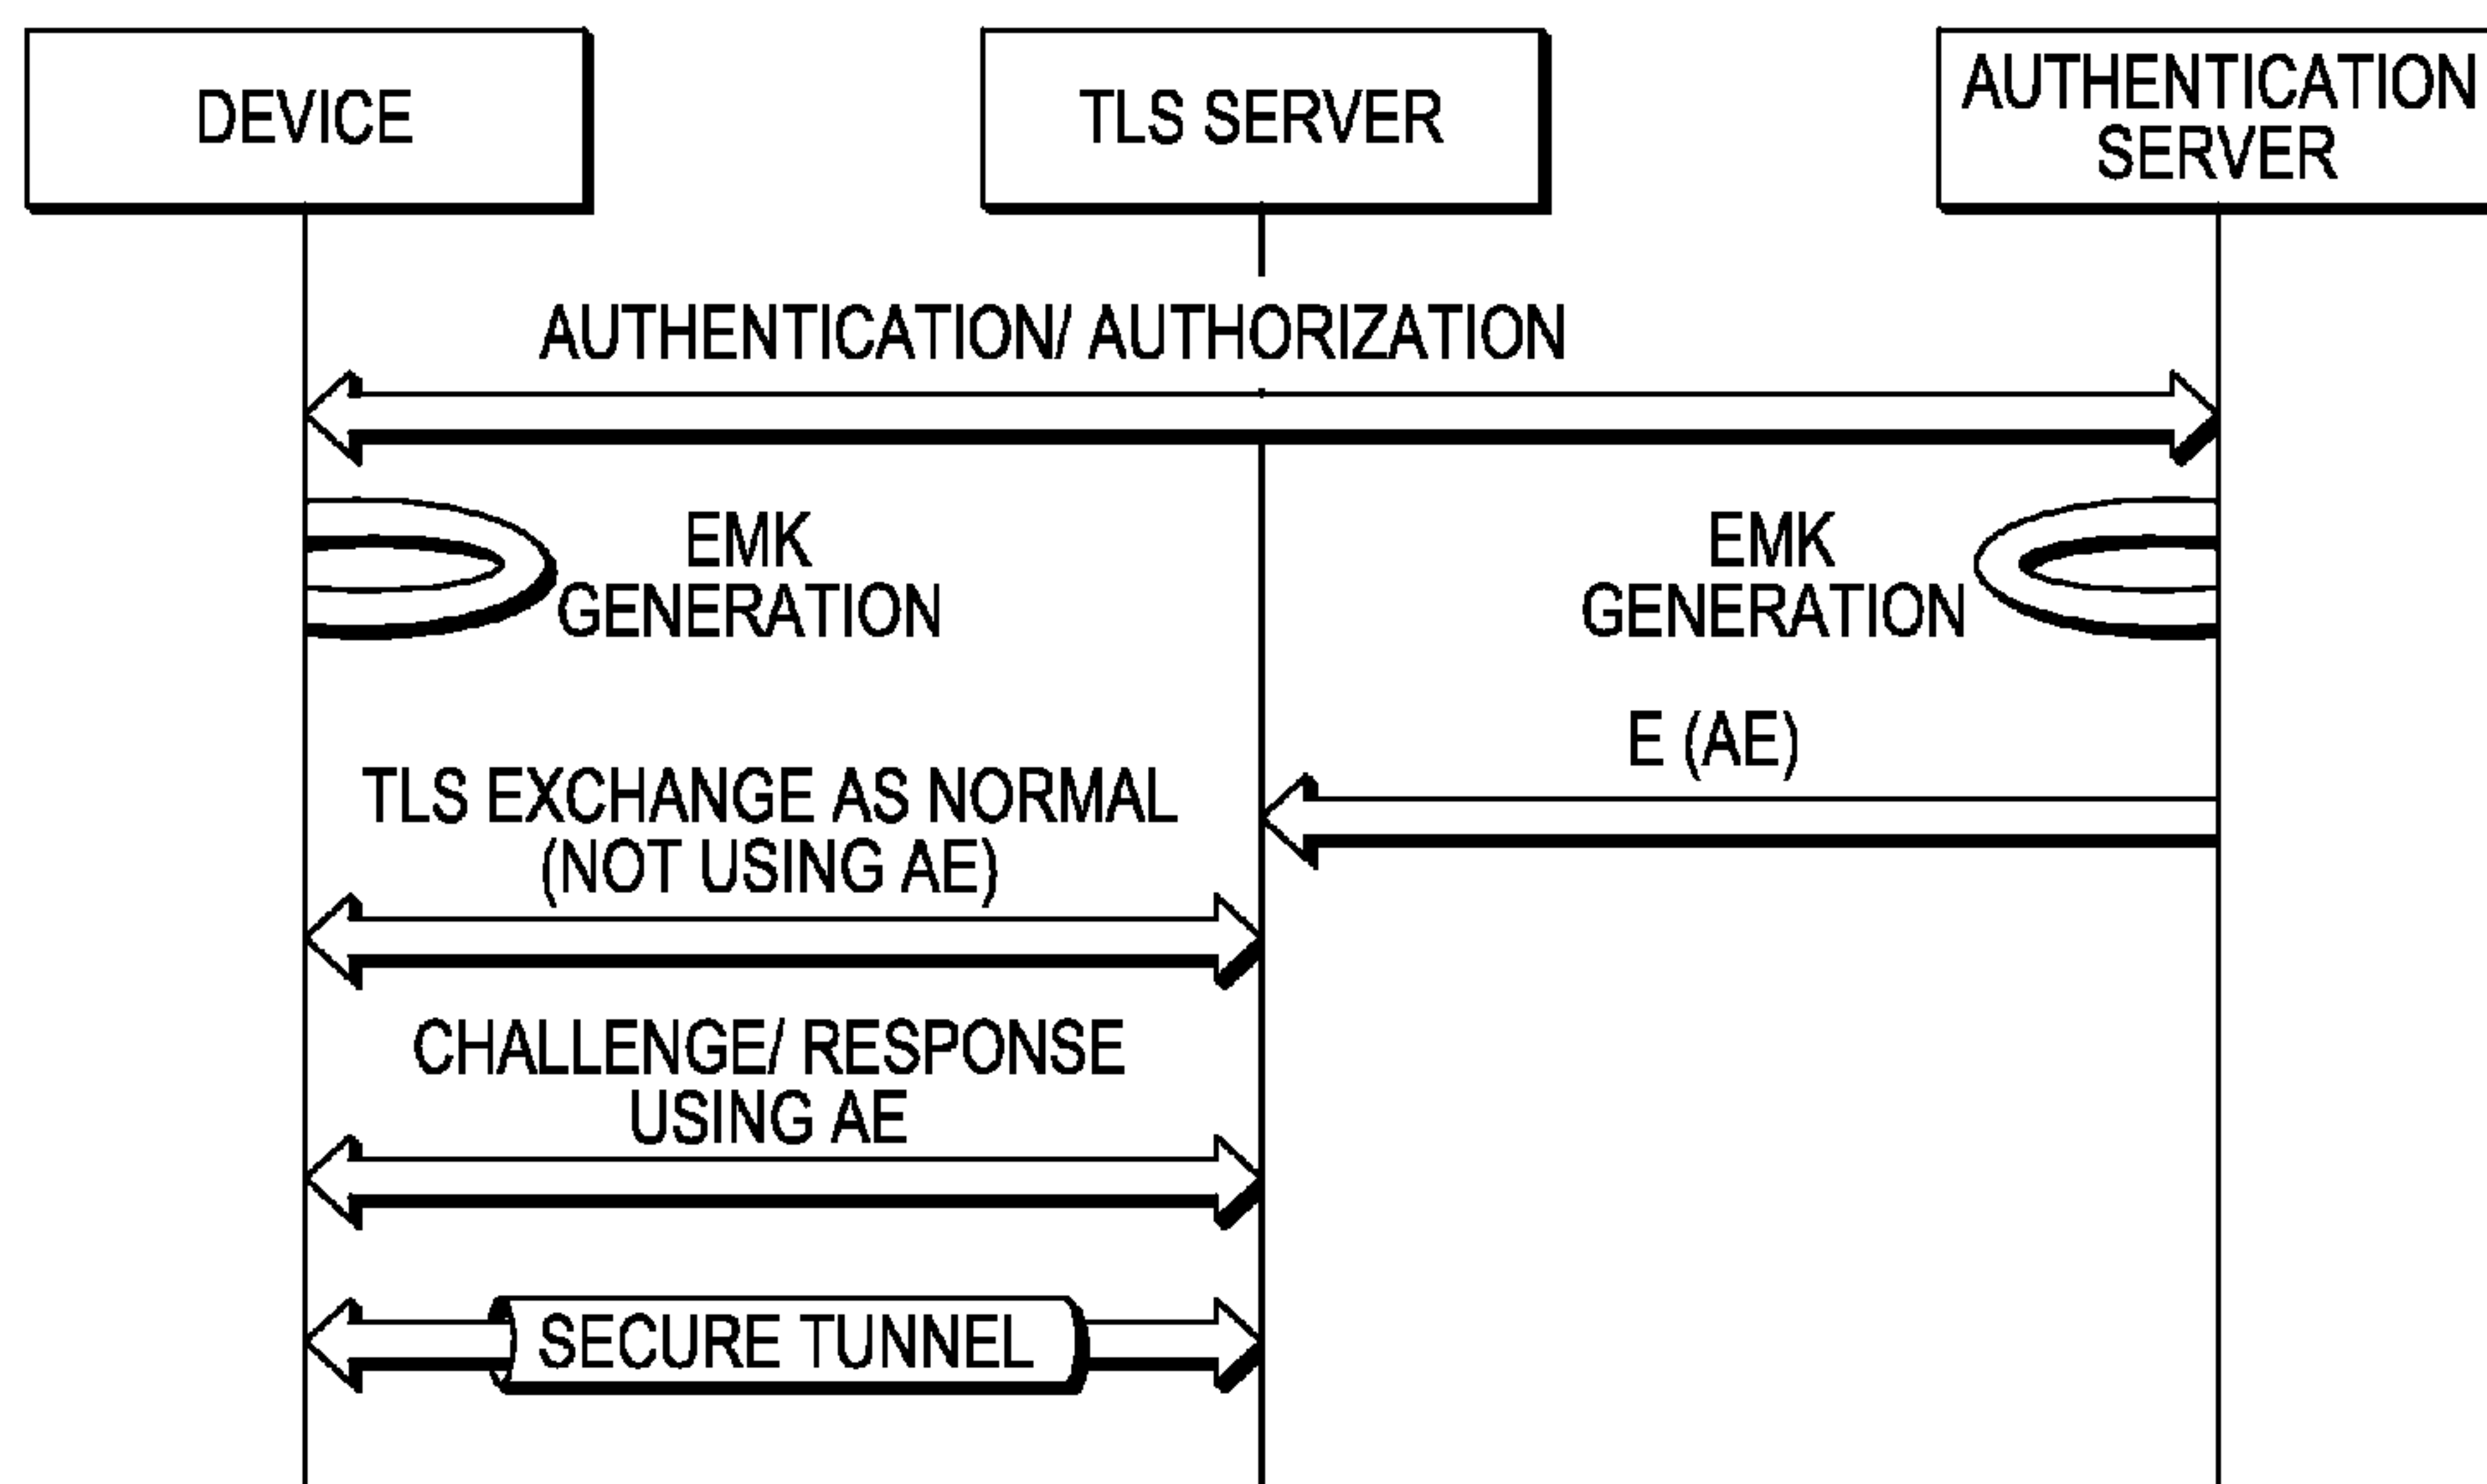 DEVICE
TLS SERVER
AUTHENTICATION
SERVER
AUTHENTICATION/ AUTHORIZATION
EMK
GENERATION
EMK
GENERATION
E (AE)
TLS EXCHANGE AS NORMAL
(NOT USING AE)
CHALLENGE/ RESPONSE
USING AE
SECURE TUNNEL